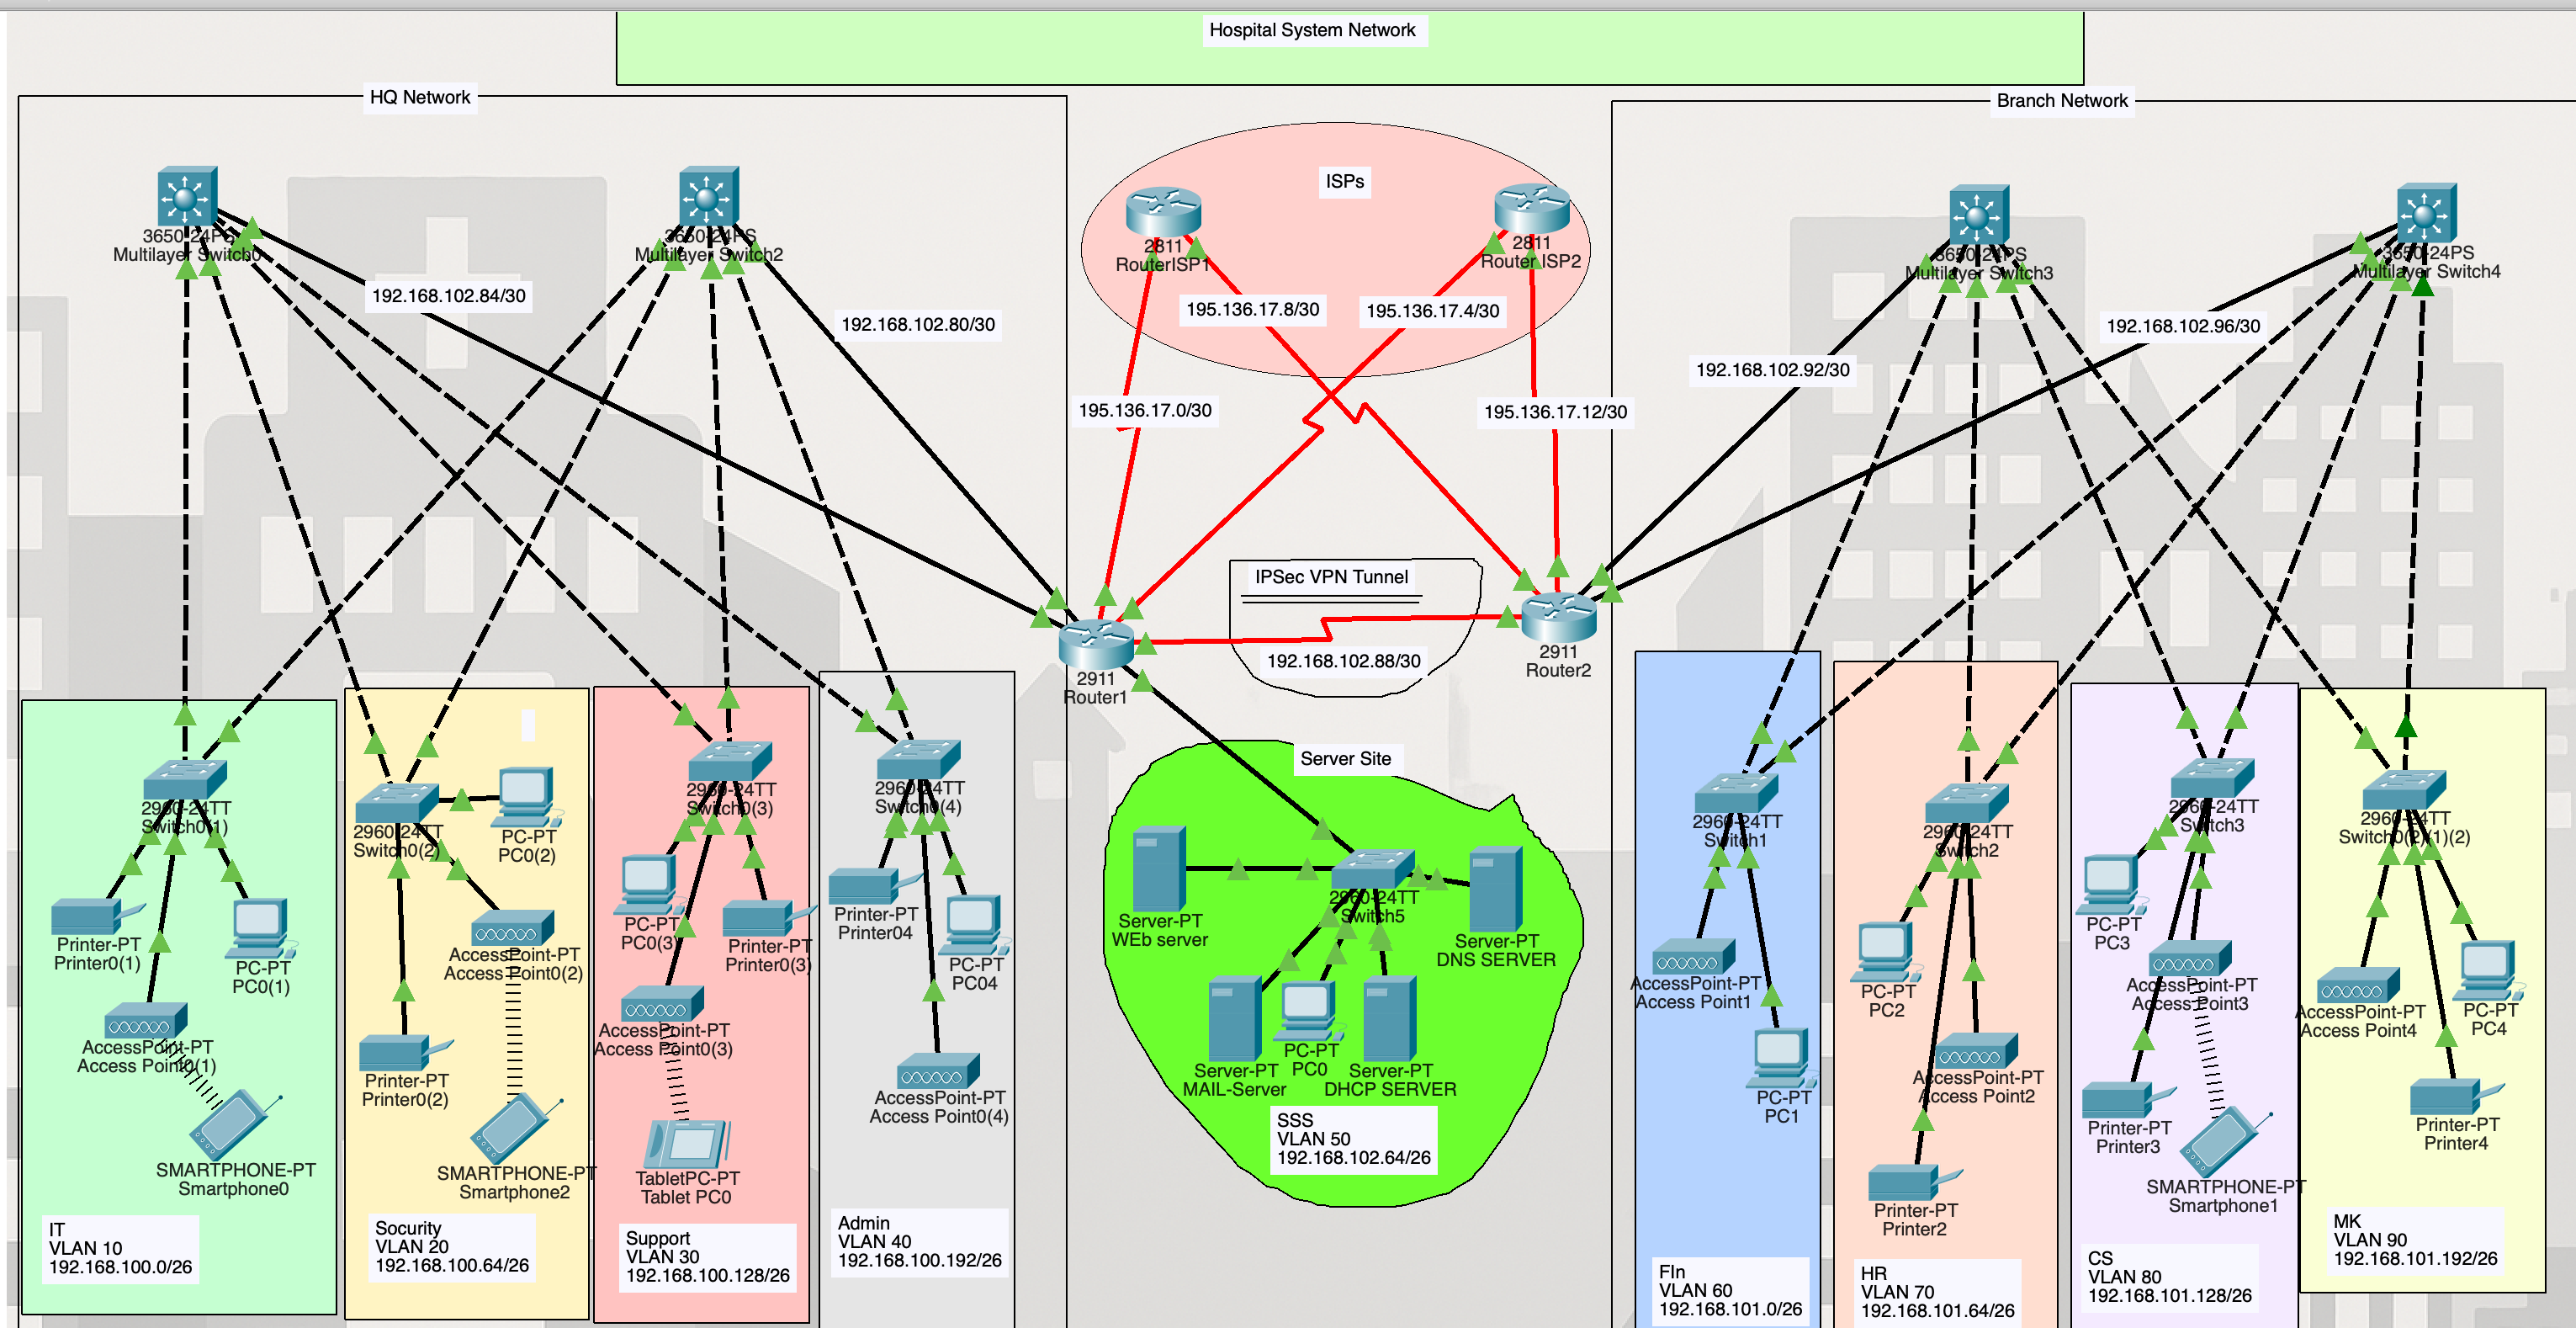 Hospital System Network
HQ Network
Branch Network
ISPs
3650-24PS
Multilayer Switch0
3650-24PS
Multilayer Switch2
2811
RouterISP1
2811
Router ISP2
3650-24PS
Multilayer Switch3
3650-24PS
Multilayer Switch4
192.168.102.84/30
192.168.102.80/30
195.136.17.8/30
195.136.17.4/30
192.168.102.96/30
192.168.102.92/30
195.136.17.0/30
195.136.17.12/30
IPSec VPN Tunnel
192.168.102.88/30
2911
Router1
2911
Router2
Server Site
2960-24TT
Switch0(1)
2960-24TT
Switch0(2)
PC-PT
PC0(2)
2960-24TT
Switch0(3)
2960-24TT
Switch0(4)
Printer-PT
Printer0(1)
PC-PT
PC0(1)
AccessPoint-PT
Access Point0(1)
SMARTPHONE-PT
Smartphone0
IT
VLAN 10
192.168.100.0/26
AccessPoint-PT
Access Point0(2)
Printer-PT
Printer0(2)
SMARTPHONE-PT
Smartphone2
Socurity
VLAN 20
192.168.100.64/26
PC-PT
PC0(3)
Printer-PT
Printer0(3)
AccessPoint-PT
Access Point0(3)
TabletPC-PT
Tablet PC0
Support
VLAN 30
192.168.100.128/26
Printer-PT
Printer04
PC-PT
PC04
AccessPoint-PT
Access Point0(4)
Admin
VLAN 40
192.168.100.192/26
Server-PT
WEb server
2960-24TT
Switch5
Server-PT
DNS SERVER
Server-PT
MAIL-Server
PC-PT
PC0
Server-PT
DHCP SERVER
SSS
VLAN 50
192.168.102.64/26
2960-24TT
Switch1
AccessPoint-PT
Access Point1
PC-PT
PC1
FIn
VLAN 60
192.168.101.0/26
2960-24TT
Switch2
PC-PT
PC2
AccessPoint-PT
Access Point2
Printer-PT
Printer2
HR
VLAN 70
192.168.101.64/26
2960-24TT
Switch3
PC-PT
PC3
AccessPoint-PT
Access Point3
Printer-PT
Printer3
SMARTPHONE-PT
Smartphone1
CS
VLAN 80
192.168.101.128/26
2960-24TT
Switch0(2)(1)(2)
AccessPoint-PT
Access Point4
PC-PT
PC4
Printer-PT
Printer4
MK
VLAN 90
192.168.101.192/26